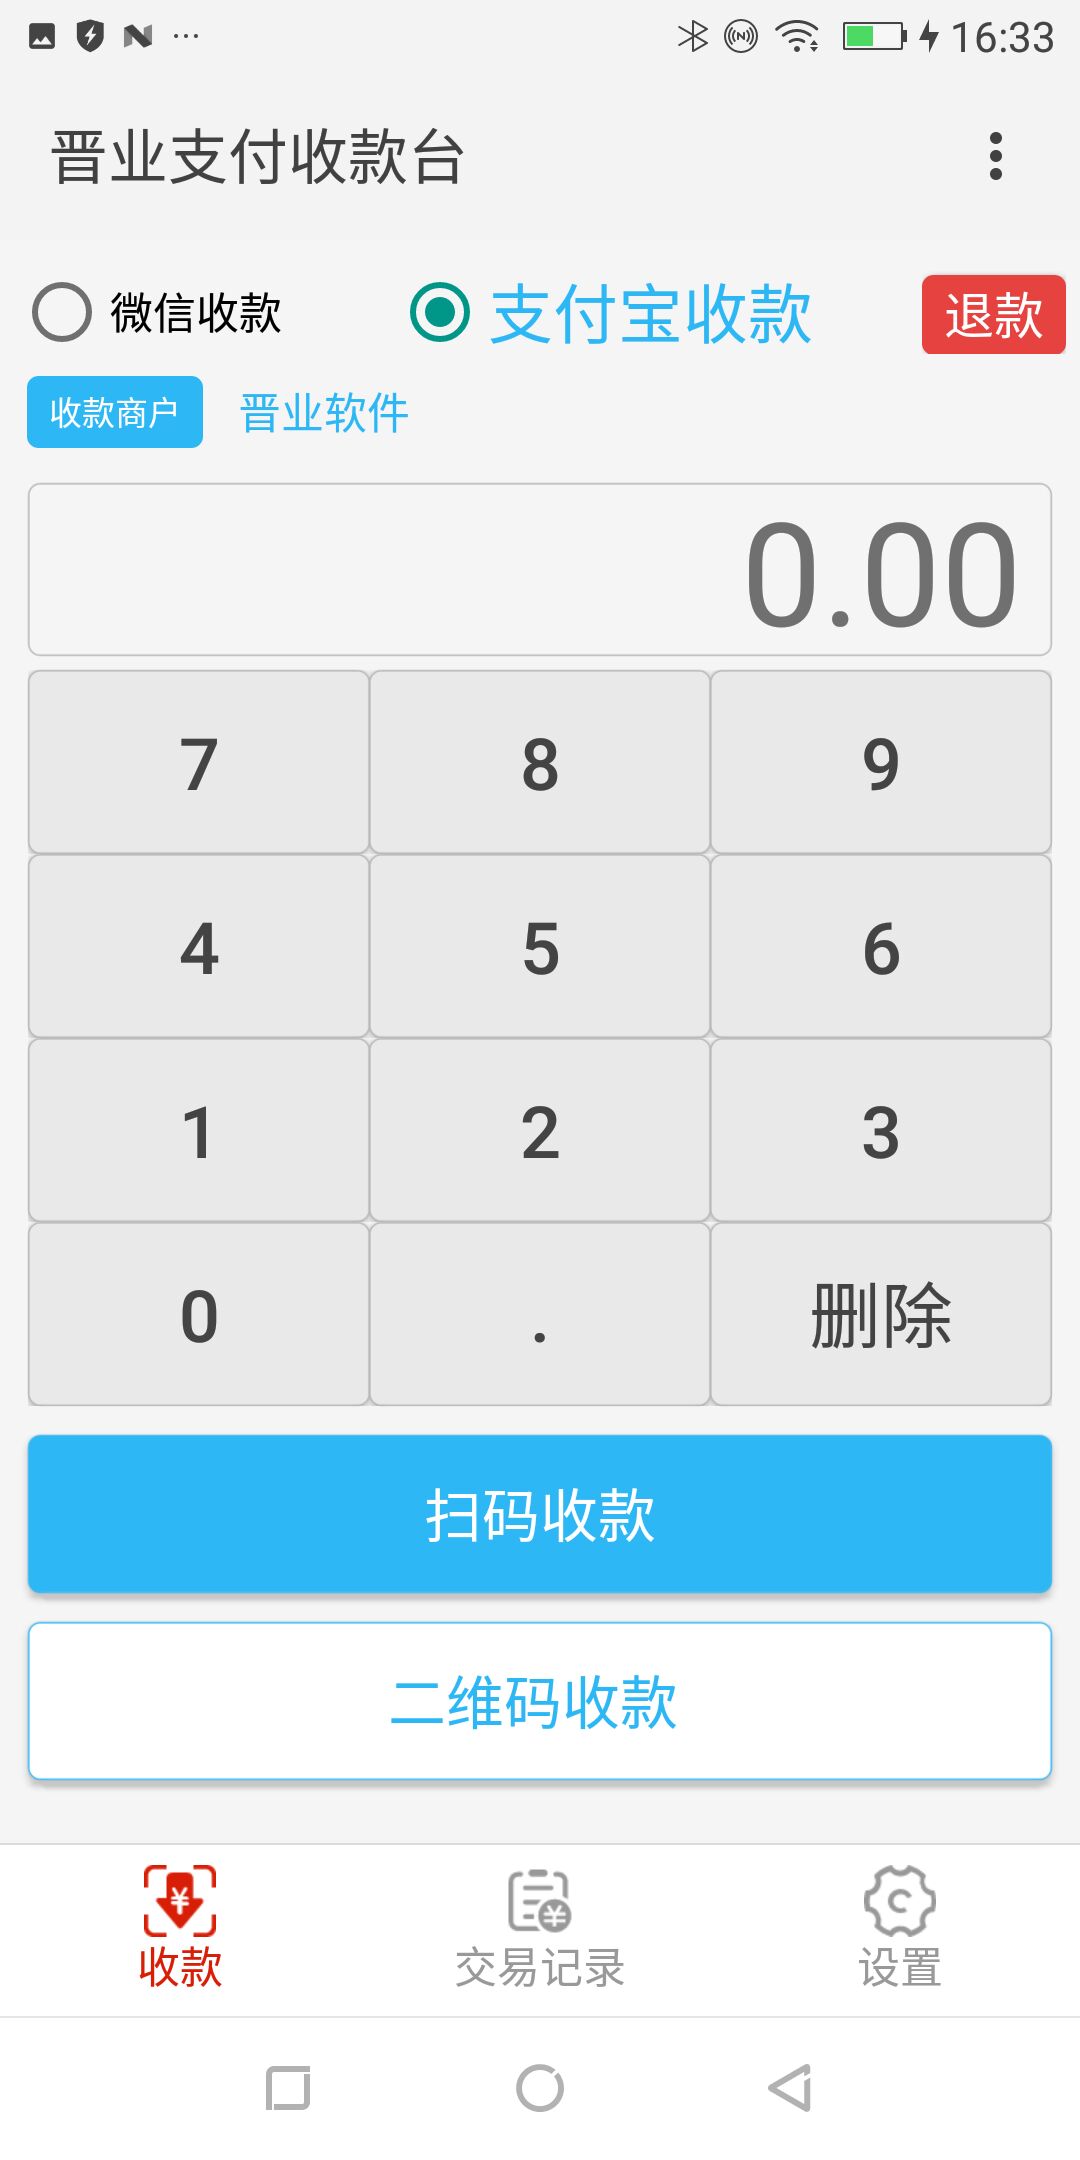 16:33
晋业支付收款台
微信收款 支付宝收款 退款
收款商户 晋业软件
0.00
7 8 9
4 5 6
1 2 3
0 . 删除
扫码收款
二维码收款
收款 交易记录 设置